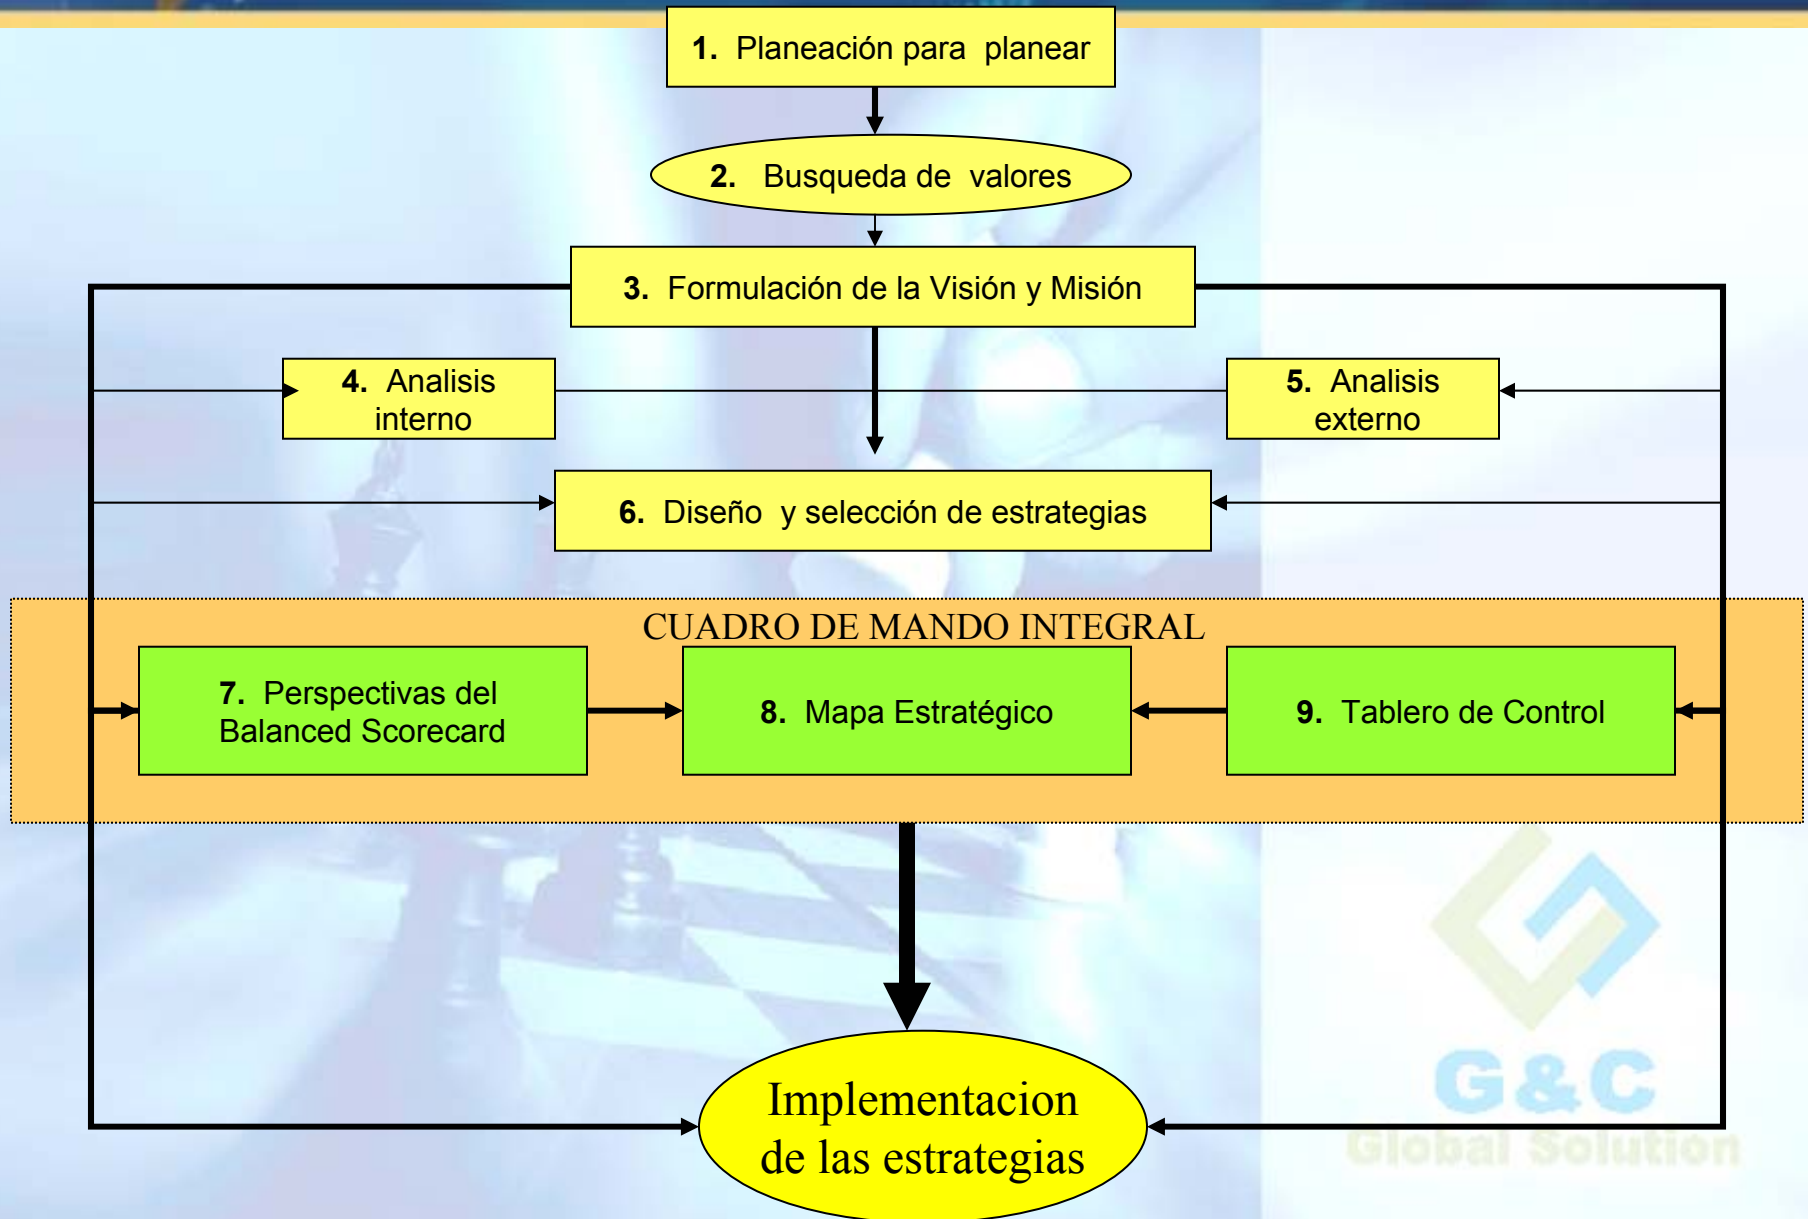 1. Planeación para planear
2. Busqueda de valores
3. Formulación de la Visión y Misión
4. Analisis
interno
5. Analisis
externo
6. Diseño y selección de estrategias
CUADRO DE MANDO INTEGRAL
7. Perspectivas del
Balanced Scorecard
8. Mapa Estratégico
9. Tablero de Control
Implementacion
de las estrategias
G&C
Global Solution